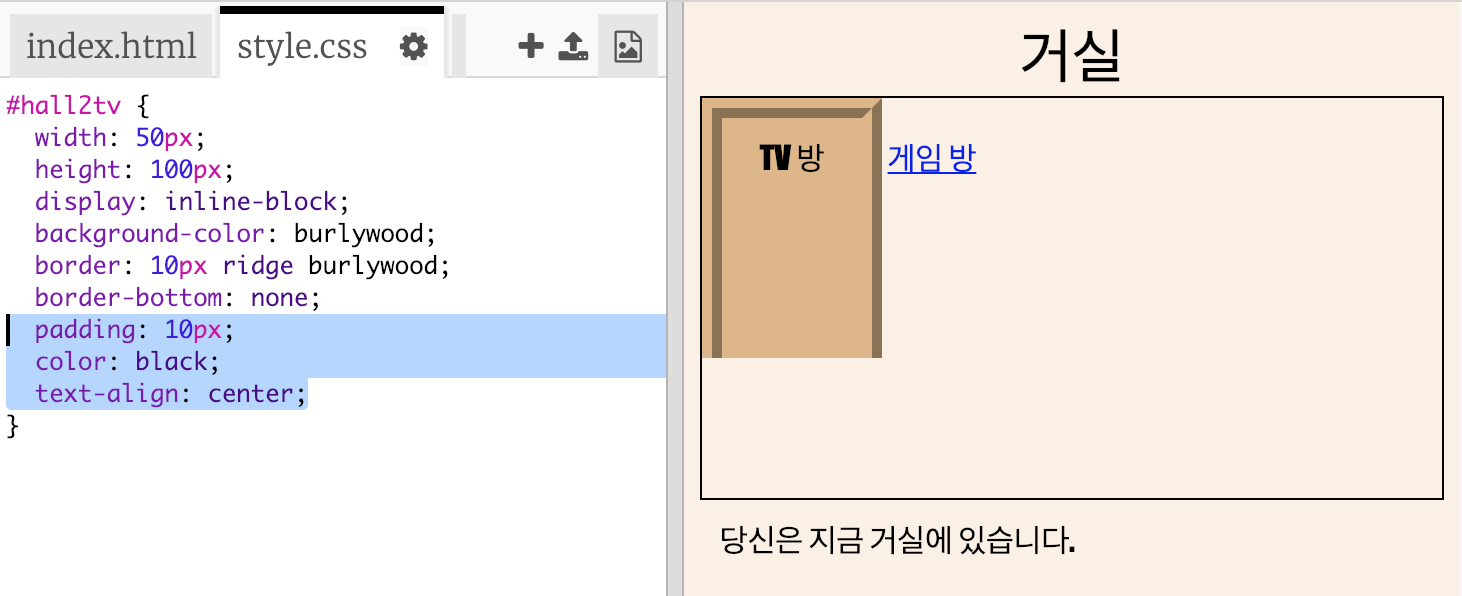 index.html style.css
#hall2tv {
width: 50px;
height: 100px;
display: inline-block;
background-color: burlywood;
border: 10px ridge burlywood;
border-bottom: none;
padding: 10px;
color: black;
text-align: center;
}
거실
TV 방 게임 방
당신은 지금 거실에 있습니다.